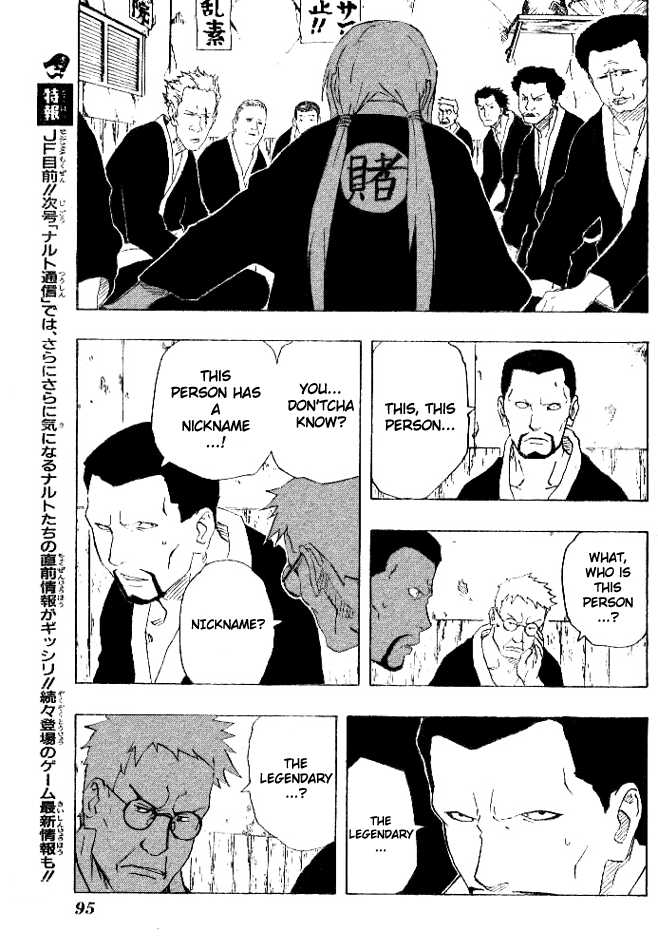 院
乱素
サマ
止!!
賭
THIS, THIS
PERSON...
YOU...
DON'TCHA
KNOW?
THIS
PERSON HAS
A
NICKNAME
...!
NICKNAME?
WHAT,
WHO IS
THIS
PERSON
...?
THE
LEGENDARY
...
THE
LEGENDARY
...?
特報
JF目前!!次号「ナルト通信」では、さらにさらに気になるナルトたちの直前情報がギッシリ!!続々登場のゲーム最新情報も!!
95